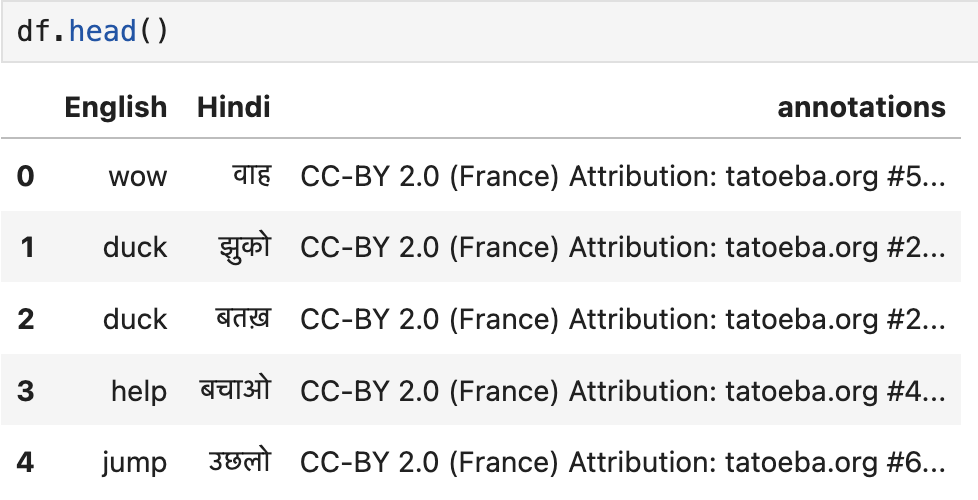 df.head()
English Hindi annotations
0 wow वाह CC-BY 2.0 (France) Attribution: tatoeba.org #5...
1 duck झुको CC-BY 2.0 (France) Attribution: tatoeba.org #2...
2 duck बतख़ CC-BY 2.0 (France) Attribution: tatoeba.org #2...
3 help बचाओ CC-BY 2.0 (France) Attribution: tatoeba.org #4...
4 jump उछलो CC-BY 2.0 (France) Attribution: tatoeba.org #6...